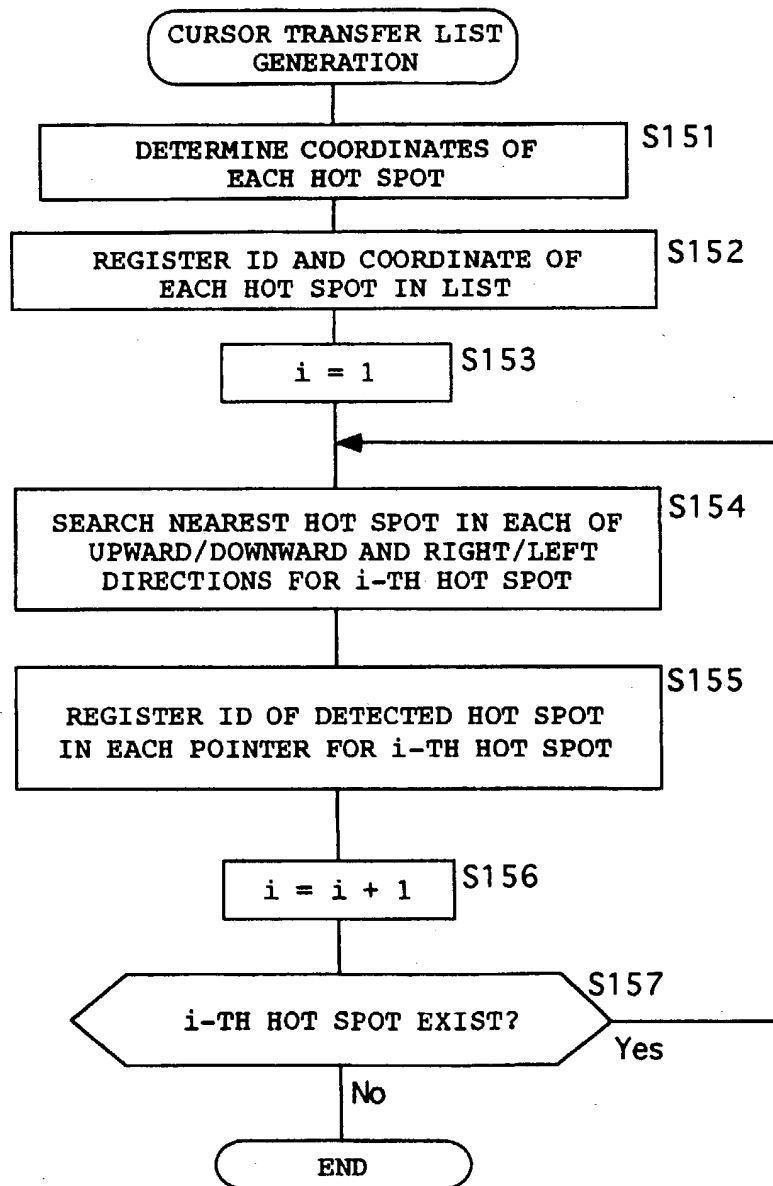 CURSOR TRANSFER LIST
GENERATION
DETERMINE COORDINATES OF
EACH HOT SPOT
S151
REGISTER ID AND COORDINATE OF
EACH HOT SPOT IN LIST
S152
i = 1
S153
SEARCH NEAREST HOT SPOT IN EACH OF
UPWARD/DOWNWARD AND RIGHT/LEFT
DIRECTIONS FOR i-TH HOT SPOT
S154
REGISTER ID OF DETECTED HOT SPOT
IN EACH POINTER FOR i-TH HOT SPOT
S155
i = i + 1
S156
i-TH HOT SPOT EXIST?
S157
Yes
No
END